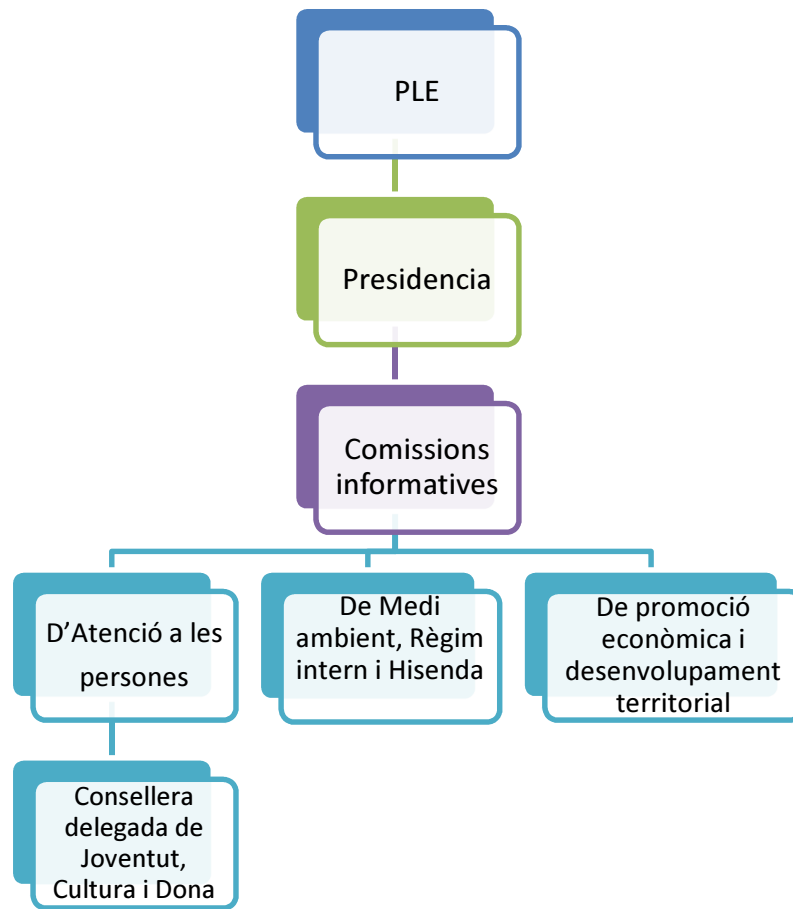 PLE
Presidencia
Comissions
informatives
D’Atenció a les
persones
De Medi
ambient, Règim
intern i Hisenda
De promoció
econòmica i
desenvolupament
territorial
Consellera
delegada de
Joventut,
Cultura i Dona